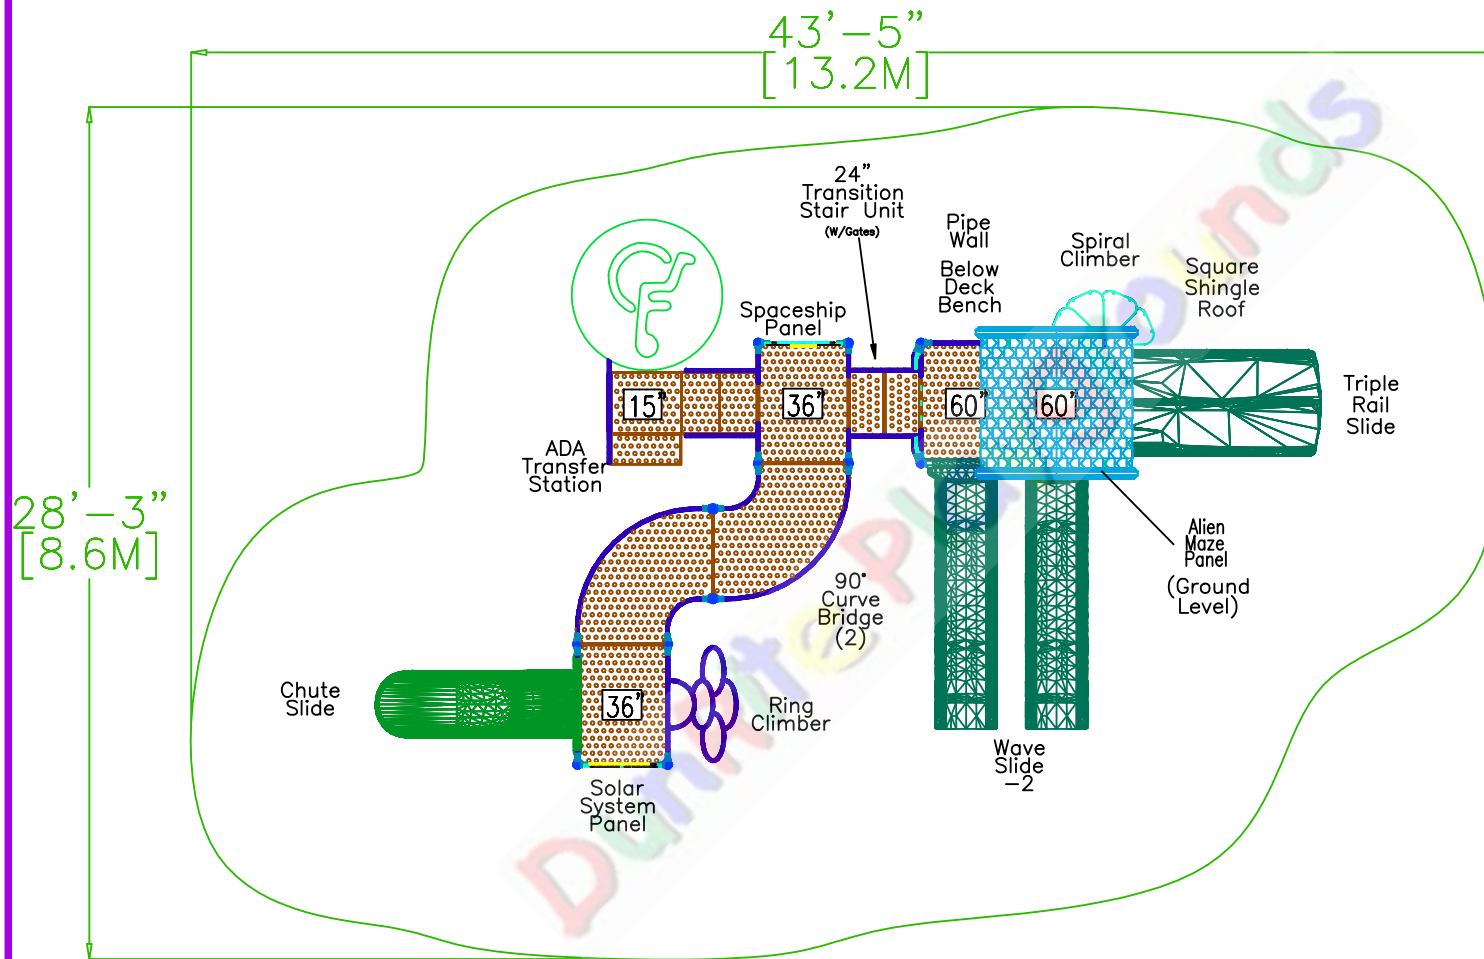 43'-5"
[13.2M]
24"
Transition
Stair Unit
(W/Gates)
Pipe
Wall
Below
Deck
Bench
Spiral
Climber
Square
Shingle
Roof
Spaceship
Panel
15"
36"
60"
60"
Triple
Rail
Slide
ADA
Transfer
Station
28'-3"
[8.6M]
Alien
Maze
Panel
(Ground
Level)
90°
Curve
Bridge
(2)
Chute
Slide
36"
Ring
Climber
Wave
Slide
-2
Solar
System
Panel
DunRite Playgrounds